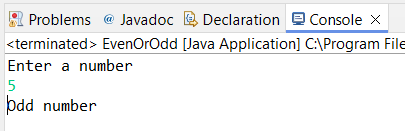 Problems @ Javadoc Declaration Console ×
<terminated> EvenOrOdd [Java Application] C:\Program File
Enter a number
5
Odd number